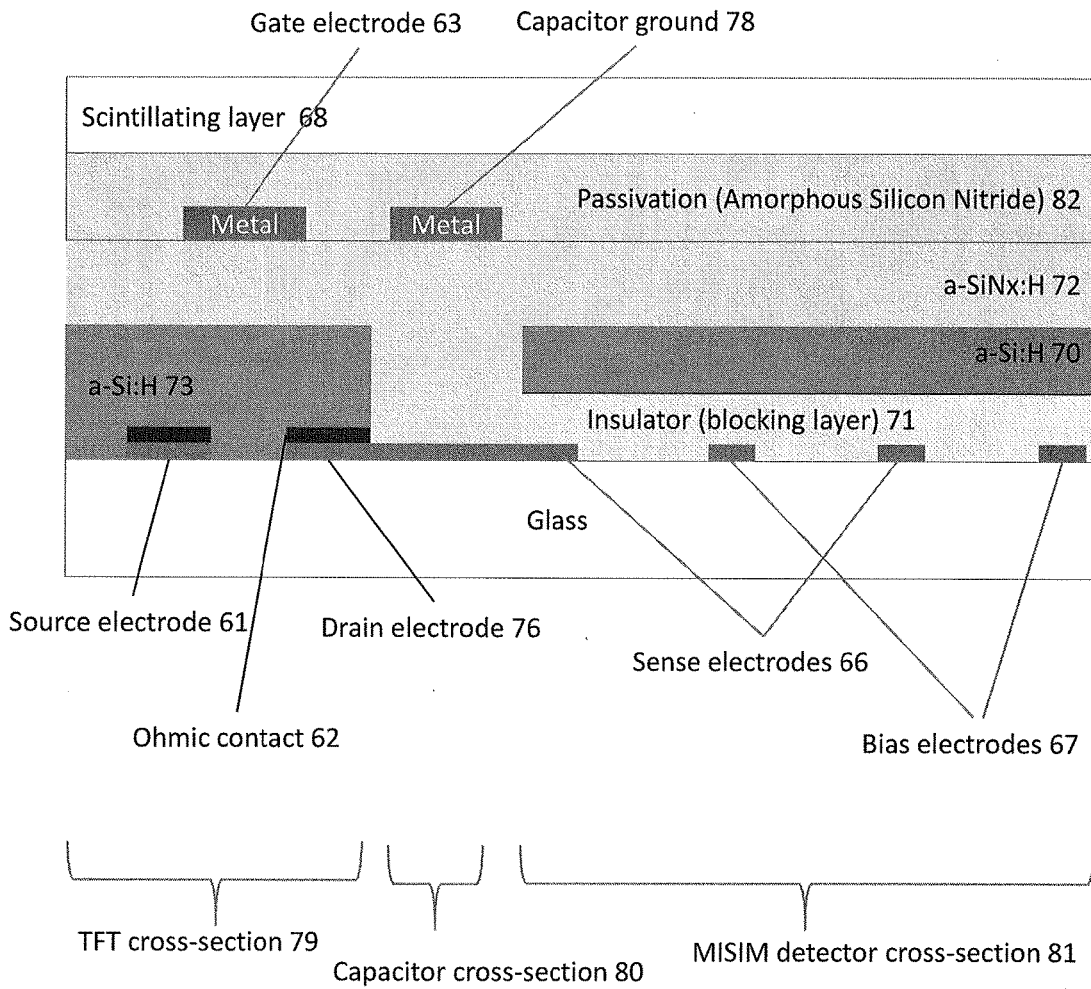 Gate electrode 63
Capacitor ground 78
Scintillating layer 68
Passivation (Amorphous Silicon Nitride) 82
Metal
Metal
a-SiNx:H 72
a-Si:H 70
a-Si:H 73
Insulator (blocking layer) 71
Glass
Source electrode 61
Drain electrode 76
Sense electrodes 66
Ohmic contact 62
Bias electrodes 67
TFT cross-section 79
Capacitor cross-section 80
MISIM detector cross-section 81